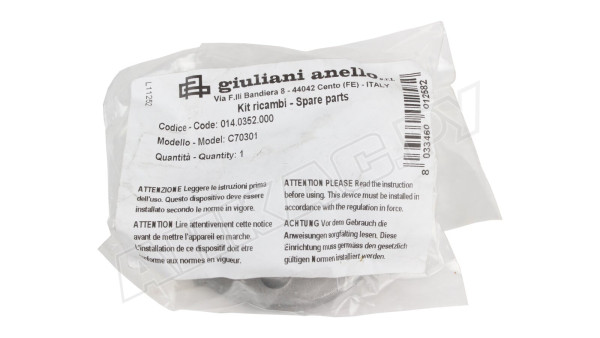 L11252
giuliani anello s.r.l.
Via F.lli Bandiera 8 - 44042 Cento (FE) - ITALY
Kit ricambi - Spare parts
Codice - Code: 014.0352.000
Modello - Model: C70301
Quantità - Quantity: 1
8 033460 012682
ATTENZIONE Leggere le istruzioni prima
dell'uso. Questo dispositivo deve essere
installato secondo le norme in vigore.
ATTENTION Lire attentivement cette notice
avant de mettre l'appareil en marche.
L'installation de ce dispositif doit être
conforme aux normes en vigueur.
ATTENTION PLEASE Read the instruction
before using. This device must be installed in
accordance with the regulation in force.
ACHTUNG Vor dem Gebrauch die
Anweisungen sorgfälting lesen. Diese
Einrichtung muss germäss den gesetzlich
gültigen Normen installiert werden.